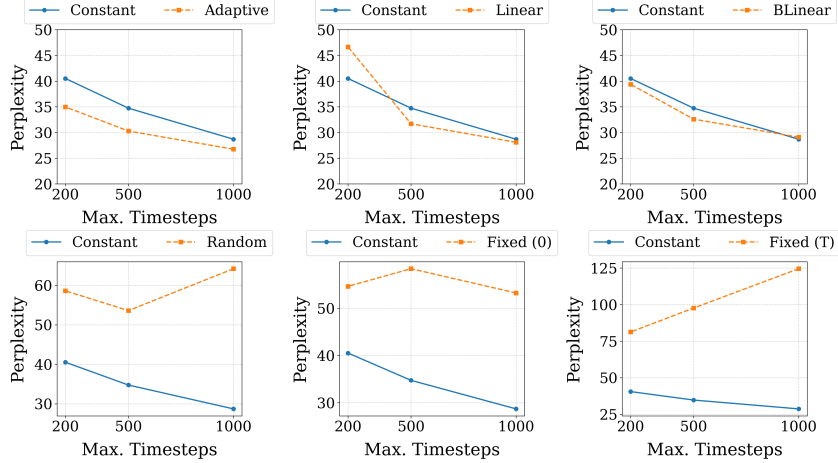 Constant Adaptive
50
45
40
35
30
25
20
200 500 1000
Perplexity
Max. Timesteps
Constant Linear
50
45
40
35
30
25
20
200 500 1000
Perplexity
Max. Timesteps
Constant BLinear
50
45
40
35
30
25
20
200 500 1000
Perplexity
Max. Timesteps
Constant Random
60
50
40
30
200 500 1000
Perplexity
Max. Timesteps
Constant Fixed (0)
50
40
30
200 500 1000
Perplexity
Max. Timesteps
Constant Fixed (T)
125
100
75
50
25
200 500 1000
Perplexity
Max. Timesteps